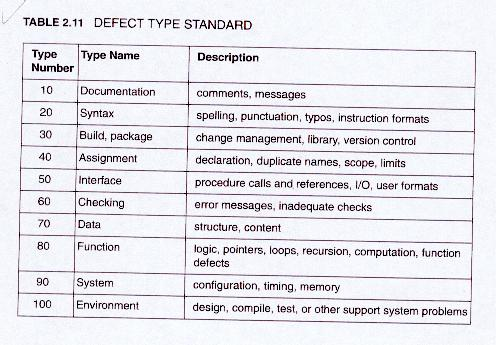 TABLE 2.11 DEFECT TYPE STANDARD
Type Number Type Name Description
10 Documentation comments, messages
20 Syntax spelling, punctuation, typos, instruction formats
30 Build, package change management, library, version control
40 Assignment declaration, duplicate names, scope, limits
50 Interface procedure calls and references, I/O, user formats
60 Checking error messages, inadequate checks
70 Data structure, content
80 Function logic, pointers, loops, recursion, computation, function
defects
90 System configuration, timing, memory
100 Environment design, compile, test, or other support system problems